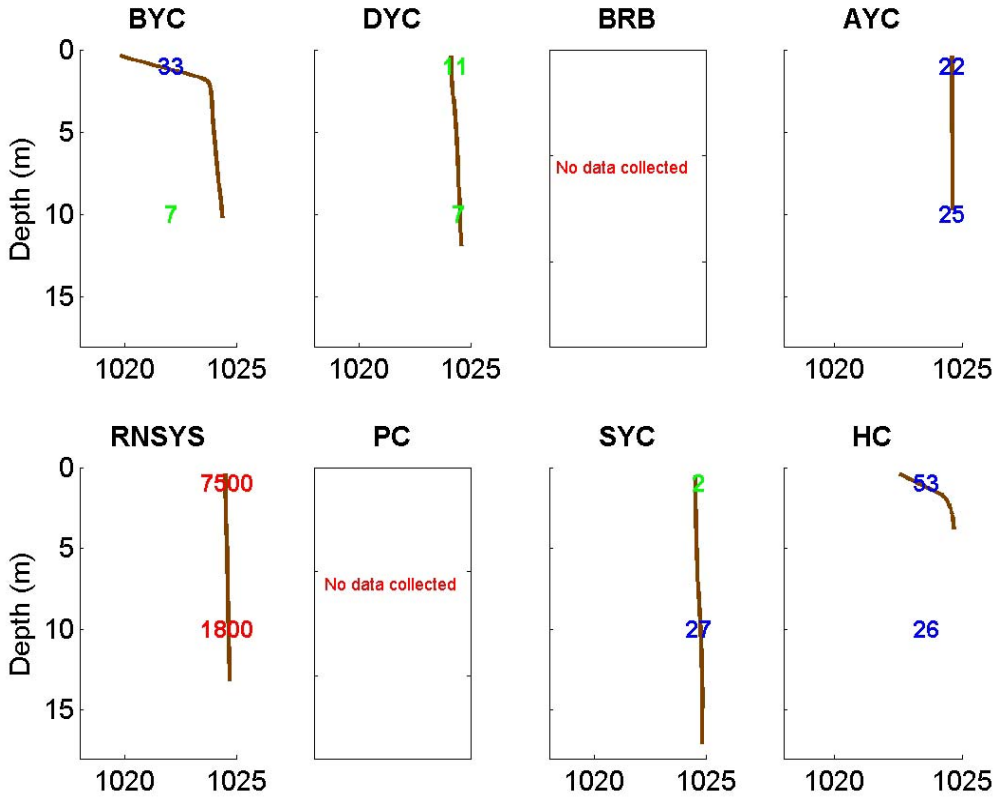 BYC DYC BRB AYC
0
5
10
15
Depth (m)
33
7
11
7
No data collected
22
25
1020 1025 1020 1025 1020 1025
RNSYS PC SYC HC
0
5
10
15
Depth (m)
7500
1800
No data collected
2
27
53
26
1020 1025 1020 1025 1020 1025